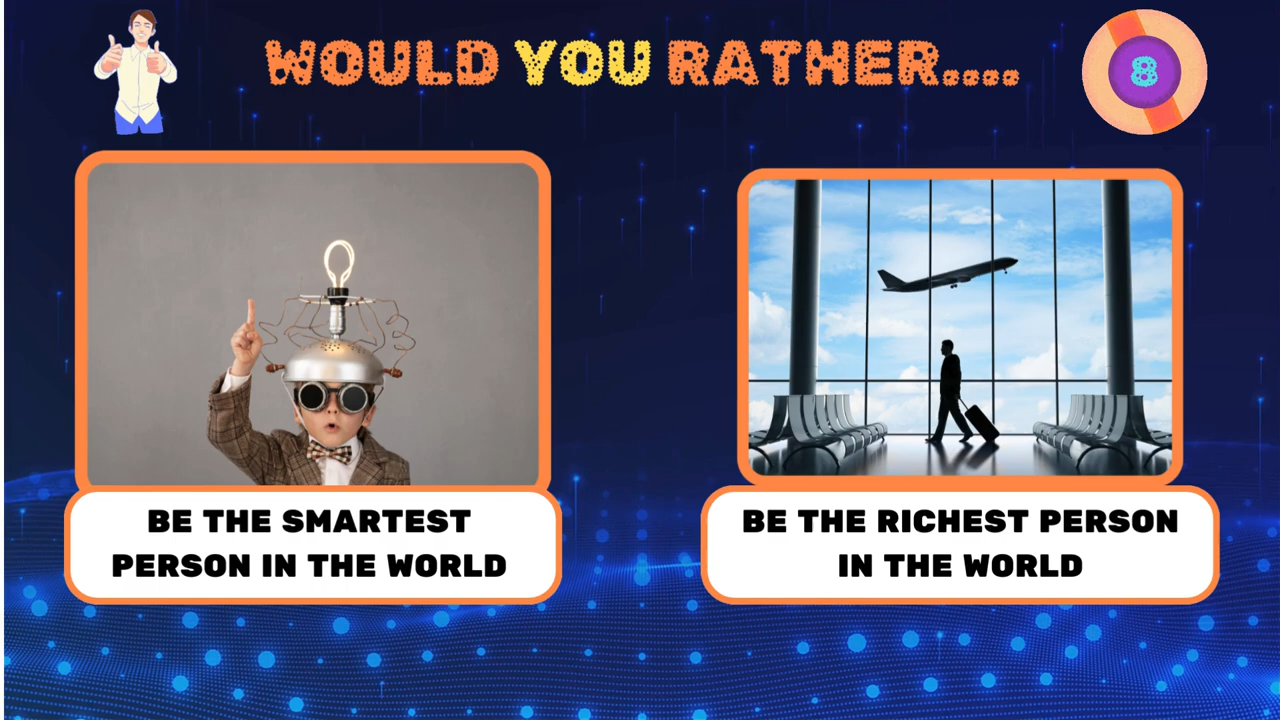 WOULD YOU RATHER....
8
BE THE SMARTEST
PERSON IN THE WORLD
BE THE RICHEST PERSON
IN THE WORLD